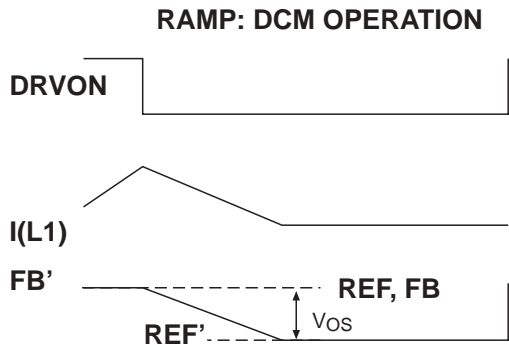 RAMP: DCM OPERATION
DRVON
I(L1)
FB’
REF, FB
VOS
REF’